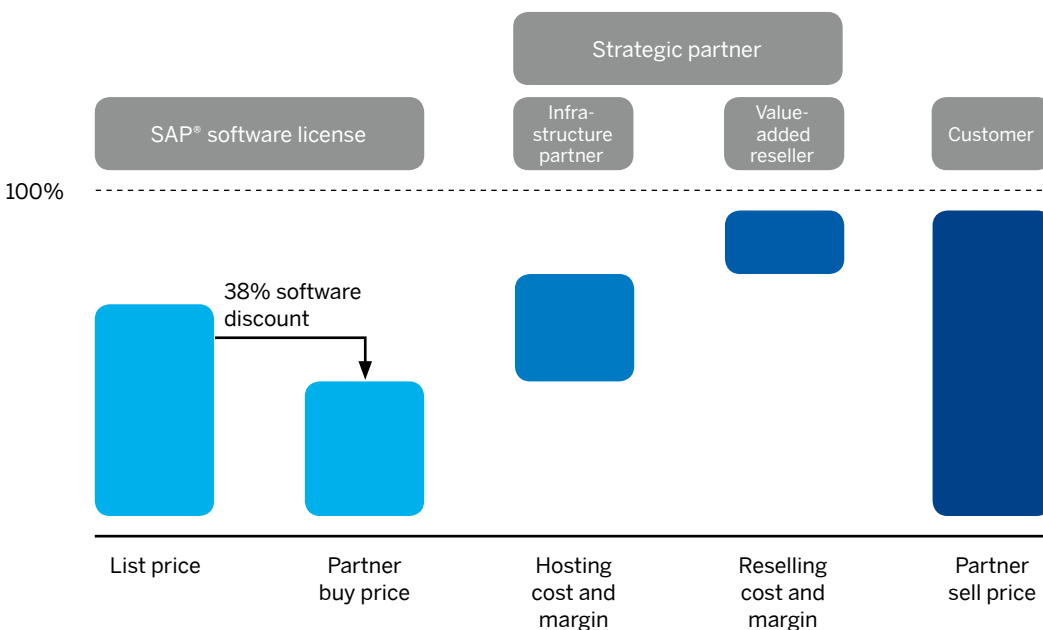 Strategic partner
SAP® software license
Infra-
structure
partner
Value-
added
reseller
Customer
100%
38% software
discount
List price
Partner
buy price
Hosting
cost and
margin
Reselling
cost and
margin
Partner
sell price